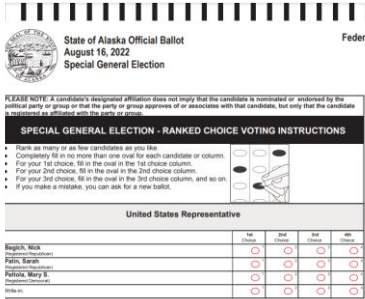 State of Alaska Official Ballot
August 16, 2022
Special General Election
Feder
PLEASE NOTE: A candidate's designated affiliation does not imply that the candidate is nominated or endorsed by the
political party or group or that the party or group approves of or associates with that candidate, but only that the candidate
is registered as affiliated with the party or group.
SPECIAL GENERAL ELECTION - RANKED CHOICE VOTING INSTRUCTIONS
Rank as many or as few candidates as you like.
Completely fill in no more than one oval for each candidate or column.
For your 1st choice, fill in the oval in the 1st choice column.
For your 2nd choice, fill in the oval in the 2nd choice column.
For your 3rd choice, fill in the oval in the 3rd choice column, and so on.
If you make a mistake, you can ask for a new ballot.
United States Representative
1st Choice 2nd Choice 3rd Choice 4th Choice
Begich, Nick
(Registered Republican)
Palin, Sarah
(Registered Republican)
Peltola, Mary S.
(Registered Democrat)
Write-in: